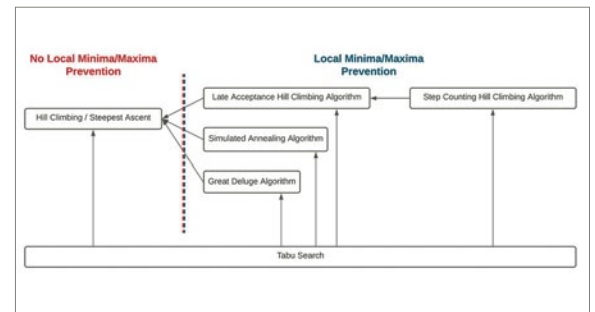 No Local Minima/Maxima
Prevention
Local Minima/Maxima
Prevention
Late Acceptance Hill Climbing Algorithm
Step Counting Hill Climbing Algorithm
Hill Climbing / Steepest Ascent
Simulated Annealing Algorithm
Great Deluge Algorithm
Tabu Search